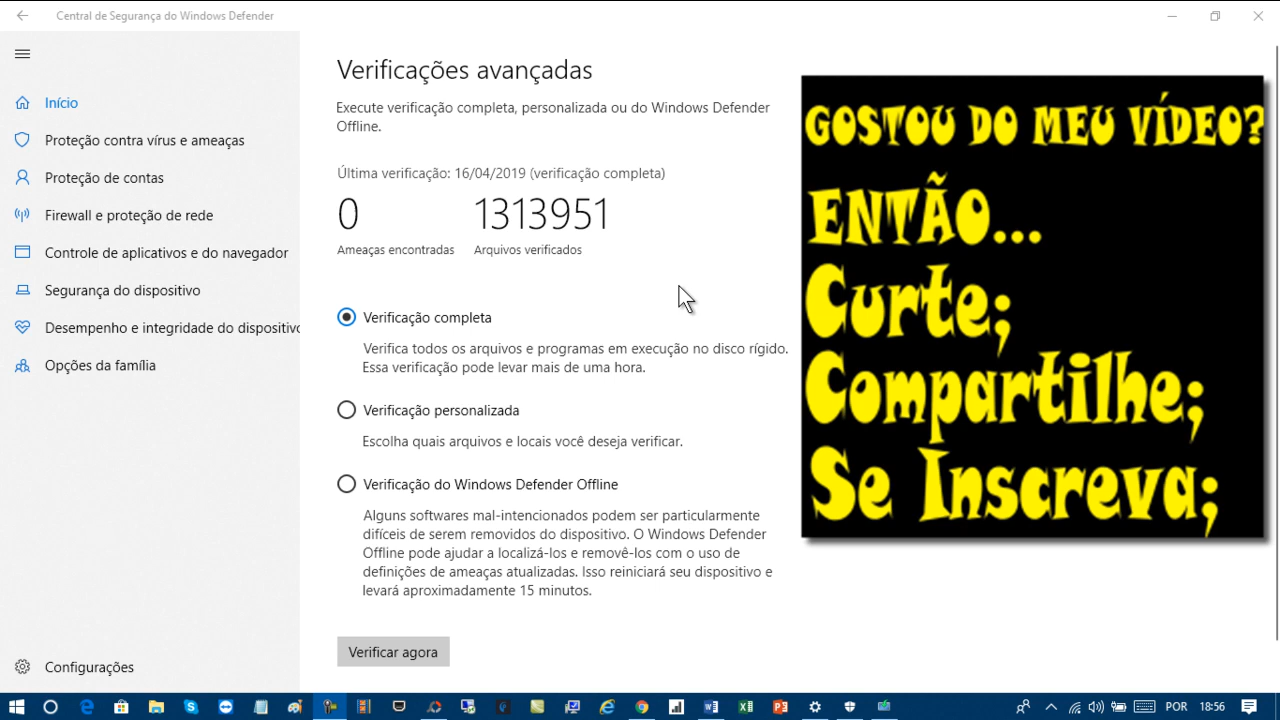 Central de Segurança do Windows Defender
Início
Proteção contra vírus e ameaças
Proteção de contas
Firewall e proteção de rede
Controle de aplicativos e do navegador
Segurança do dispositivo
Desempenho e integridade do dispositivo
Opções da família
Configurações
Verificações avançadas
Execute verificação completa, personalizada ou do Windows Defender
Offline.
Última verificação: 16/04/2019 (verificação completa)
0 1313951
Ameaças encontradas Arquivos verificados
Verificação completa
Verifica todos os arquivos e programas em execução no disco rígido.
Essa verificação pode levar mais de uma hora.
Verificação personalizada
Escolha quais arquivos e locais você deseja verificar.
Verificação do Windows Defender Offline
Alguns softwares mal-intencionados podem ser particularmente
difíceis de serem removidos do dispositivo. O Windows Defender
Offline pode ajudar a localizá-los e removê-los com o uso de
definições de ameaças atualizadas. Isso reiniciará seu dispositivo e
levará aproximadamente 15 minutos.
Verificar agora
GOSTOU DO MEU VÍDEO?
ENTÃO...
Curte;
Compartilhe;
Se Inscreva;
POR 18:56